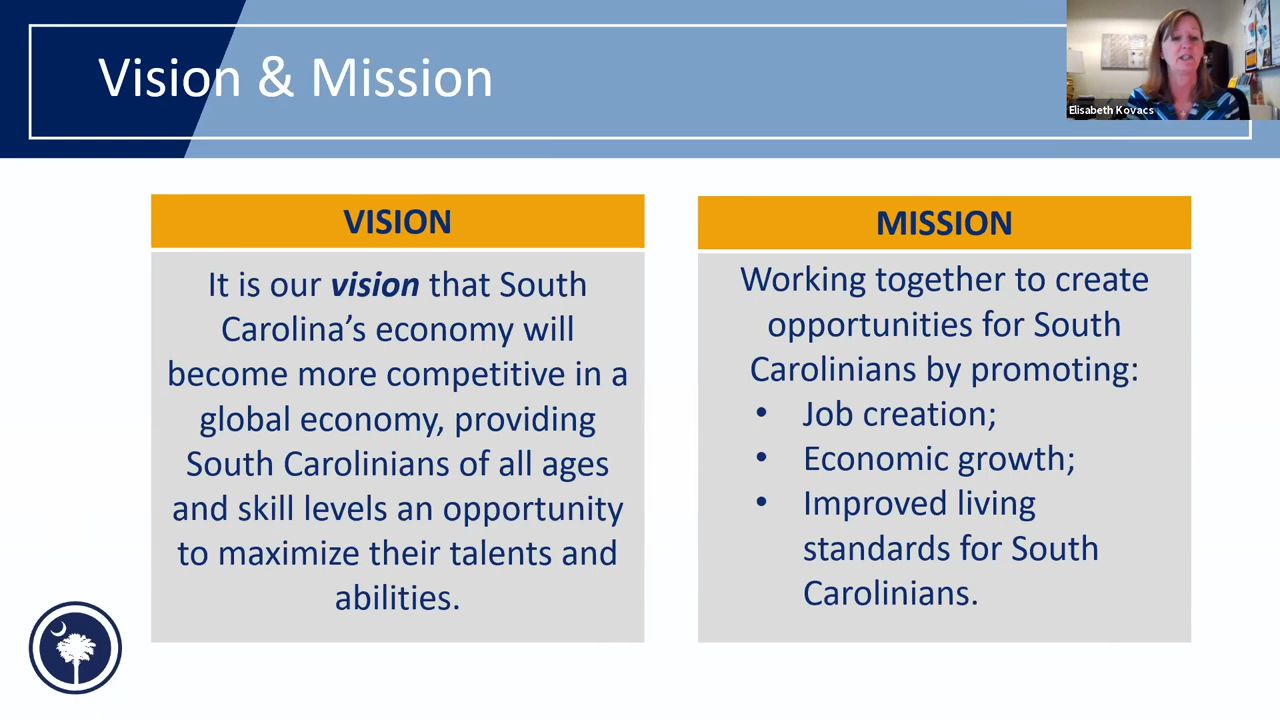 Vision & Mission
Elisabeth Kovacs
VISION
It is our vision that South
Carolina’s economy will
become more competitive in a
global economy, providing
South Carolinians of all ages
and skill levels an opportunity
to maximize their talents and
abilities.
MISSION
Working together to create
opportunities for South
Carolinians by promoting:
• Job creation;
• Economic growth;
• Improved living
standards for South
Carolinians.